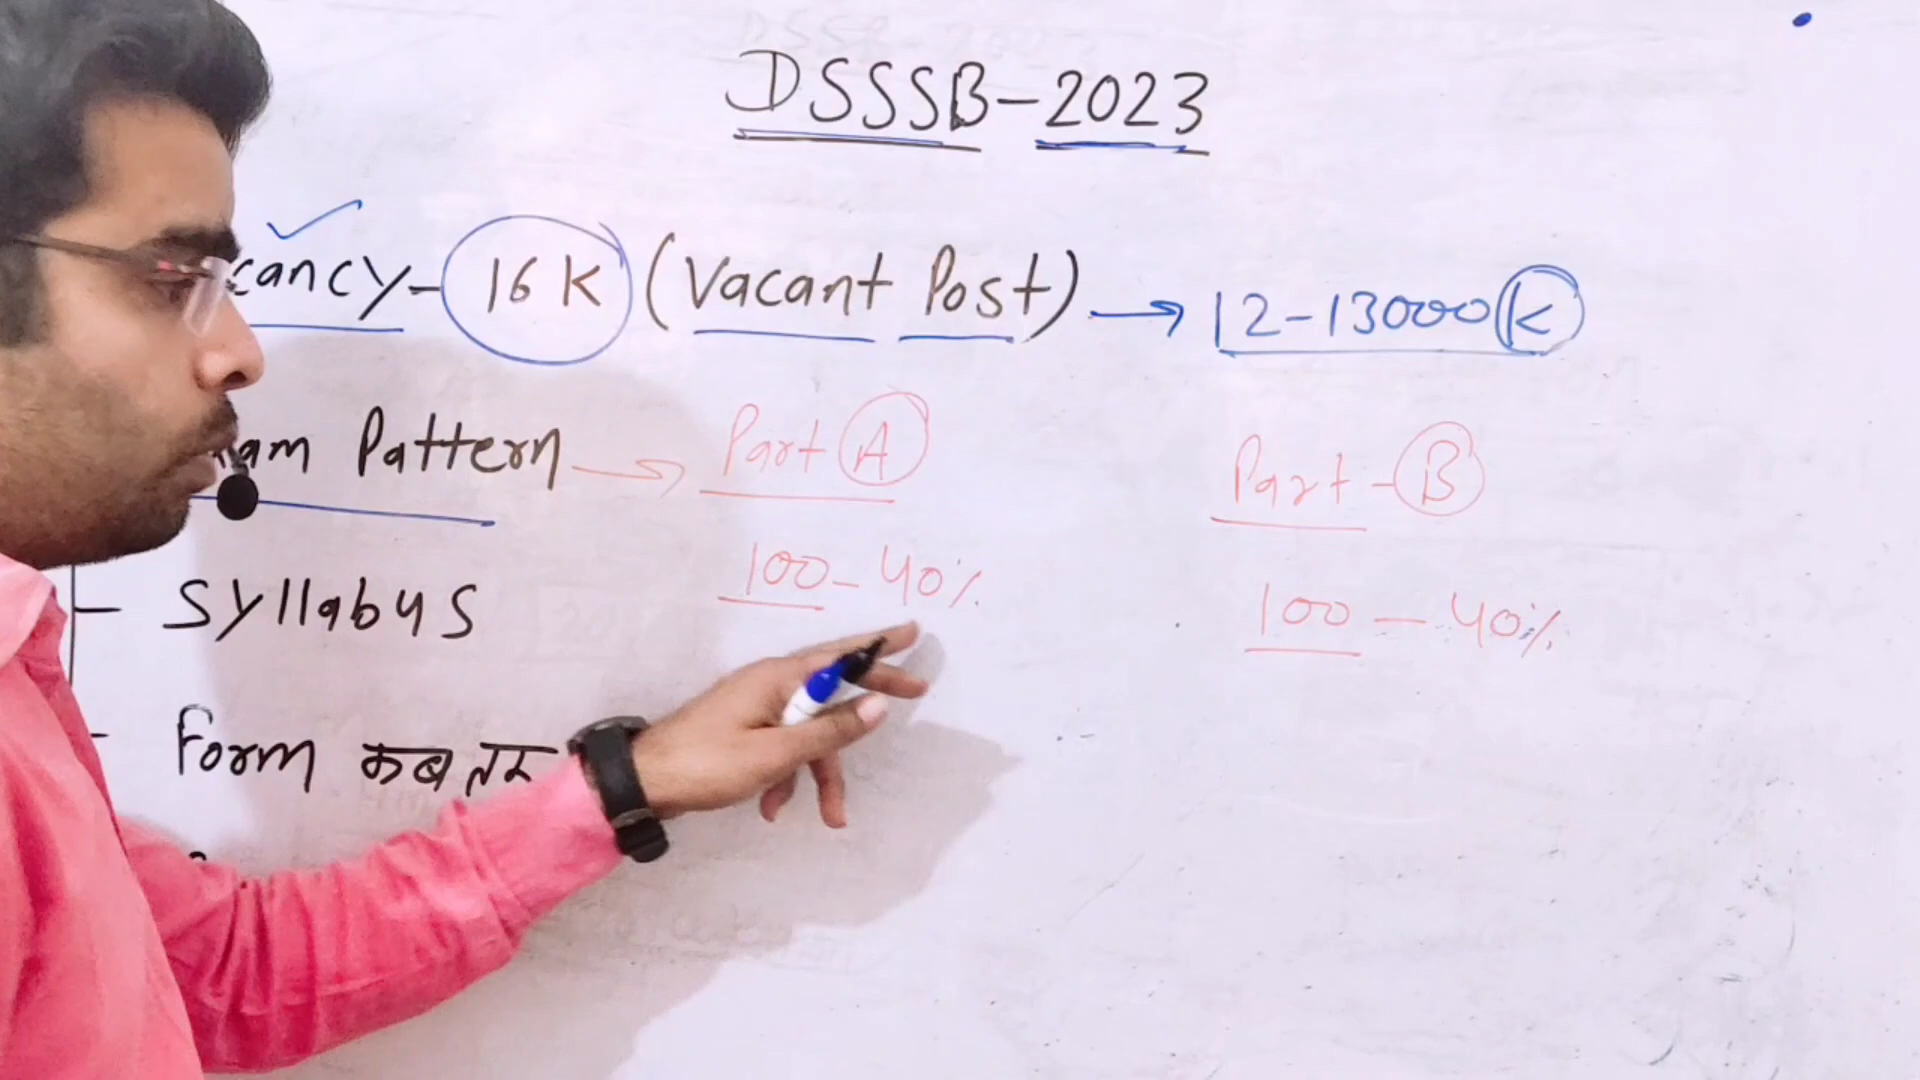 DSSSB-2023
cancy- 16K (Vacant Post) → 12-13000 K
am Pattern → Part A Part-B
100-40% 100-40%
- Syllabus
- Form कब तक